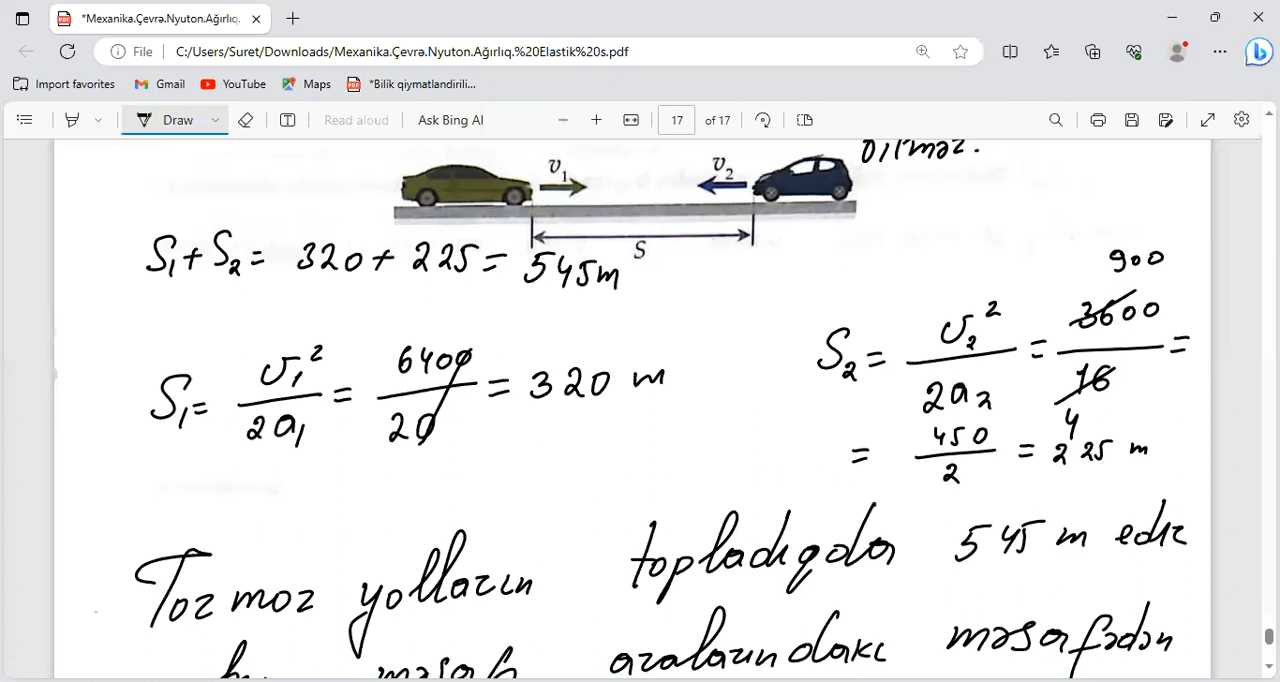 *Mexanika.Çevrə.Nyuton.Ağırlıq.
File C:/Users/Suret/Downloads/Mexanika.Çevrə.Nyuton.Ağırlıq.%20Elastik%20s.pdf
Import favorites Gmail YouTube Maps *Bilik qiymatlandirili...
Draw Read aloud Ask Bing AI 17 of 17
v₁ v₂
S
S₁ + S₂ = 320 + 225 = 545m
900
S₁ = v₁²/2a₁ = 6400/20 = 320 m
S₂ = v₂²/2a₂ = 3600/16 =
4
= 450/2 = 225 m
Tormoz yolların topladıqda 545 m edir
məsafə aralarındakı məsafədən